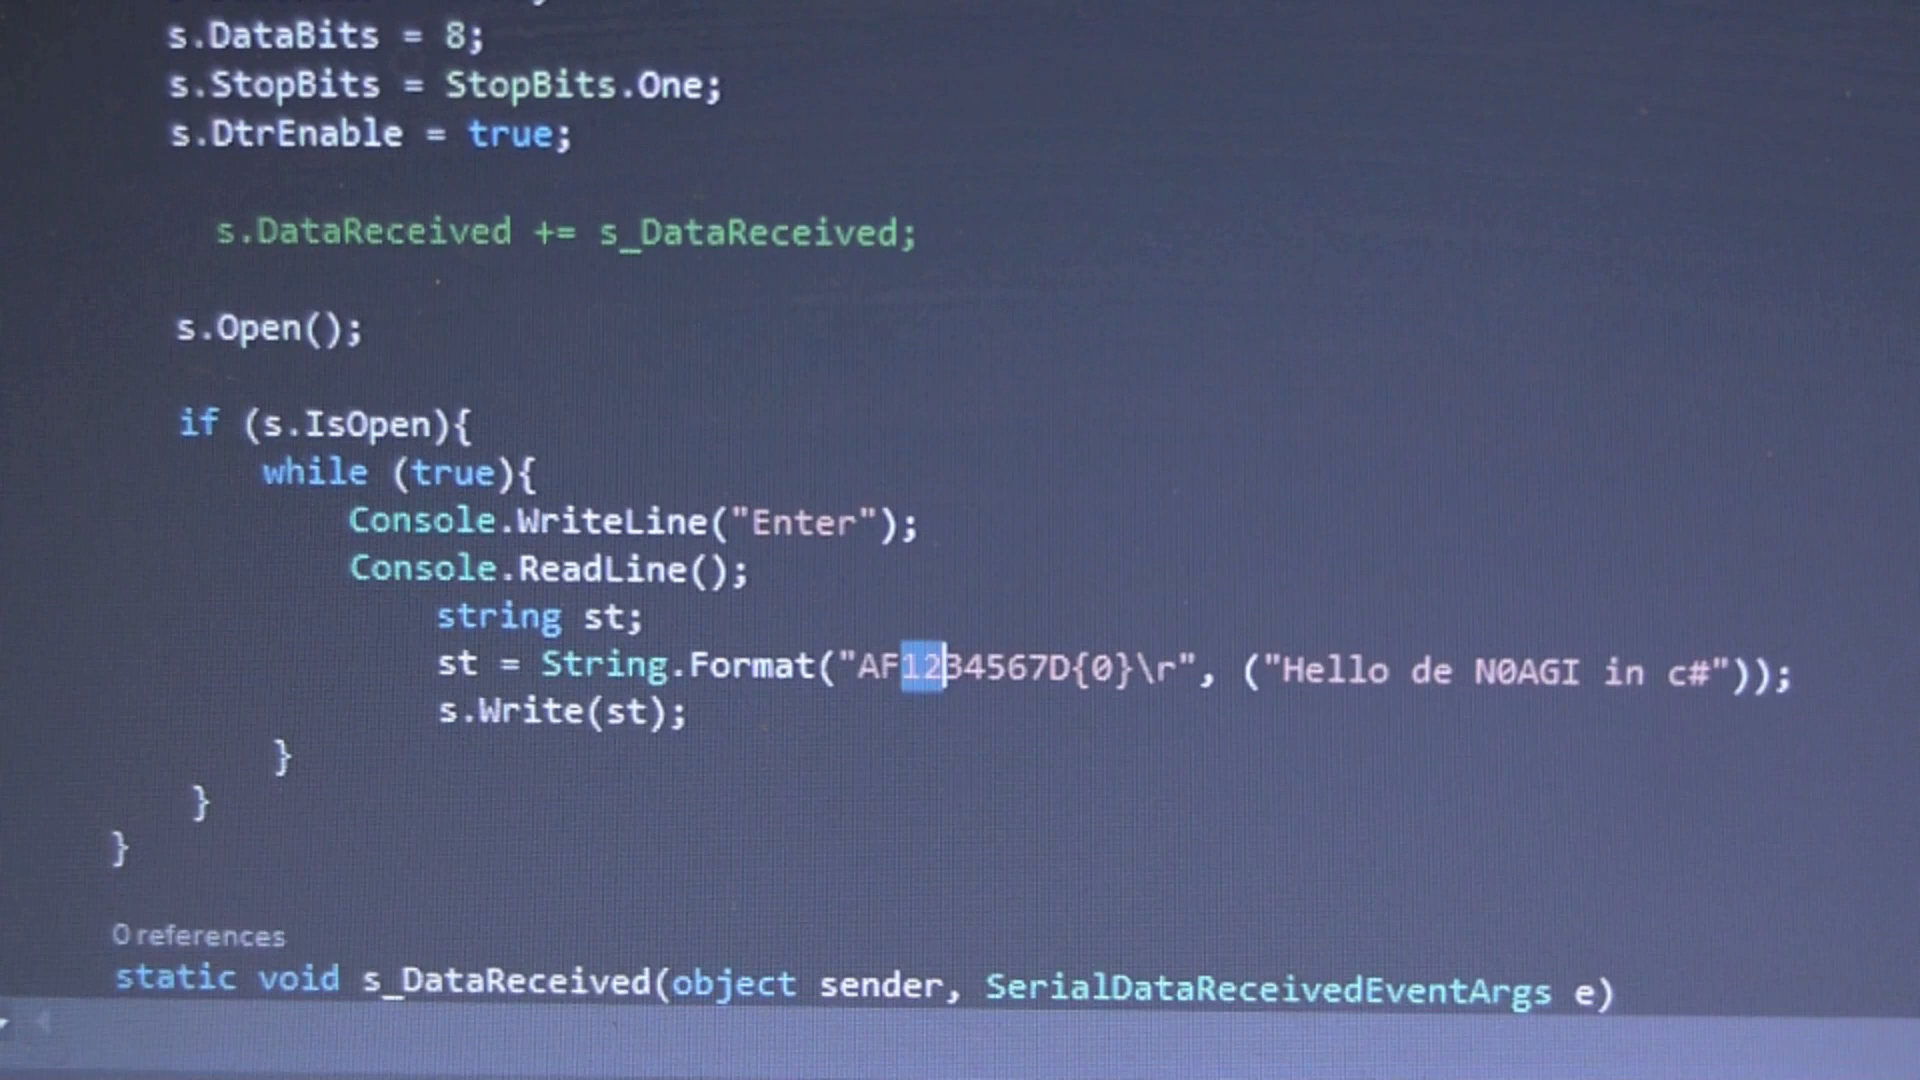 s.DataBits = 8;
s.StopBits = StopBits.One;
s.DtrEnable = true;
s.DataReceived += s_DataReceived;
s.Open();
if (s.IsOpen){
while (true){
Console.WriteLine("Enter");
Console.ReadLine();
string st;
st = String.Format("AF1234567D{0}\r", ("Hello de N0AGI in c#"));
s.Write(st);
}
}
}
0 references
static void s_DataReceived(object sender, SerialDataReceivedEventArgs e)